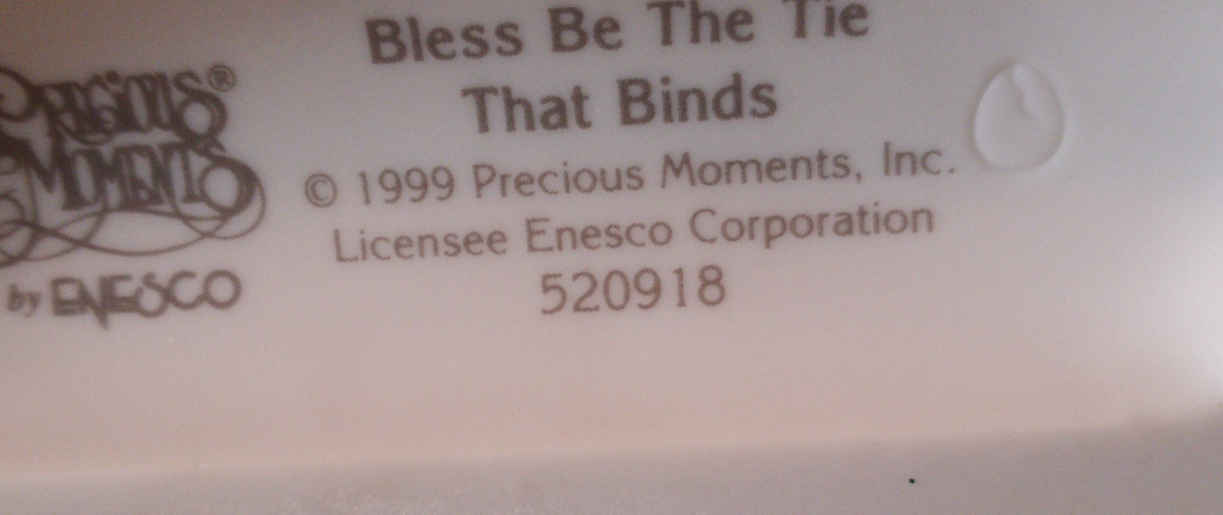 Bless Be The Tie
That Binds
© 1999 Precious Moments, Inc.
Licensee Enesco Corporation
520918
PRECIOUS®
MOMENTS
by ENESCO